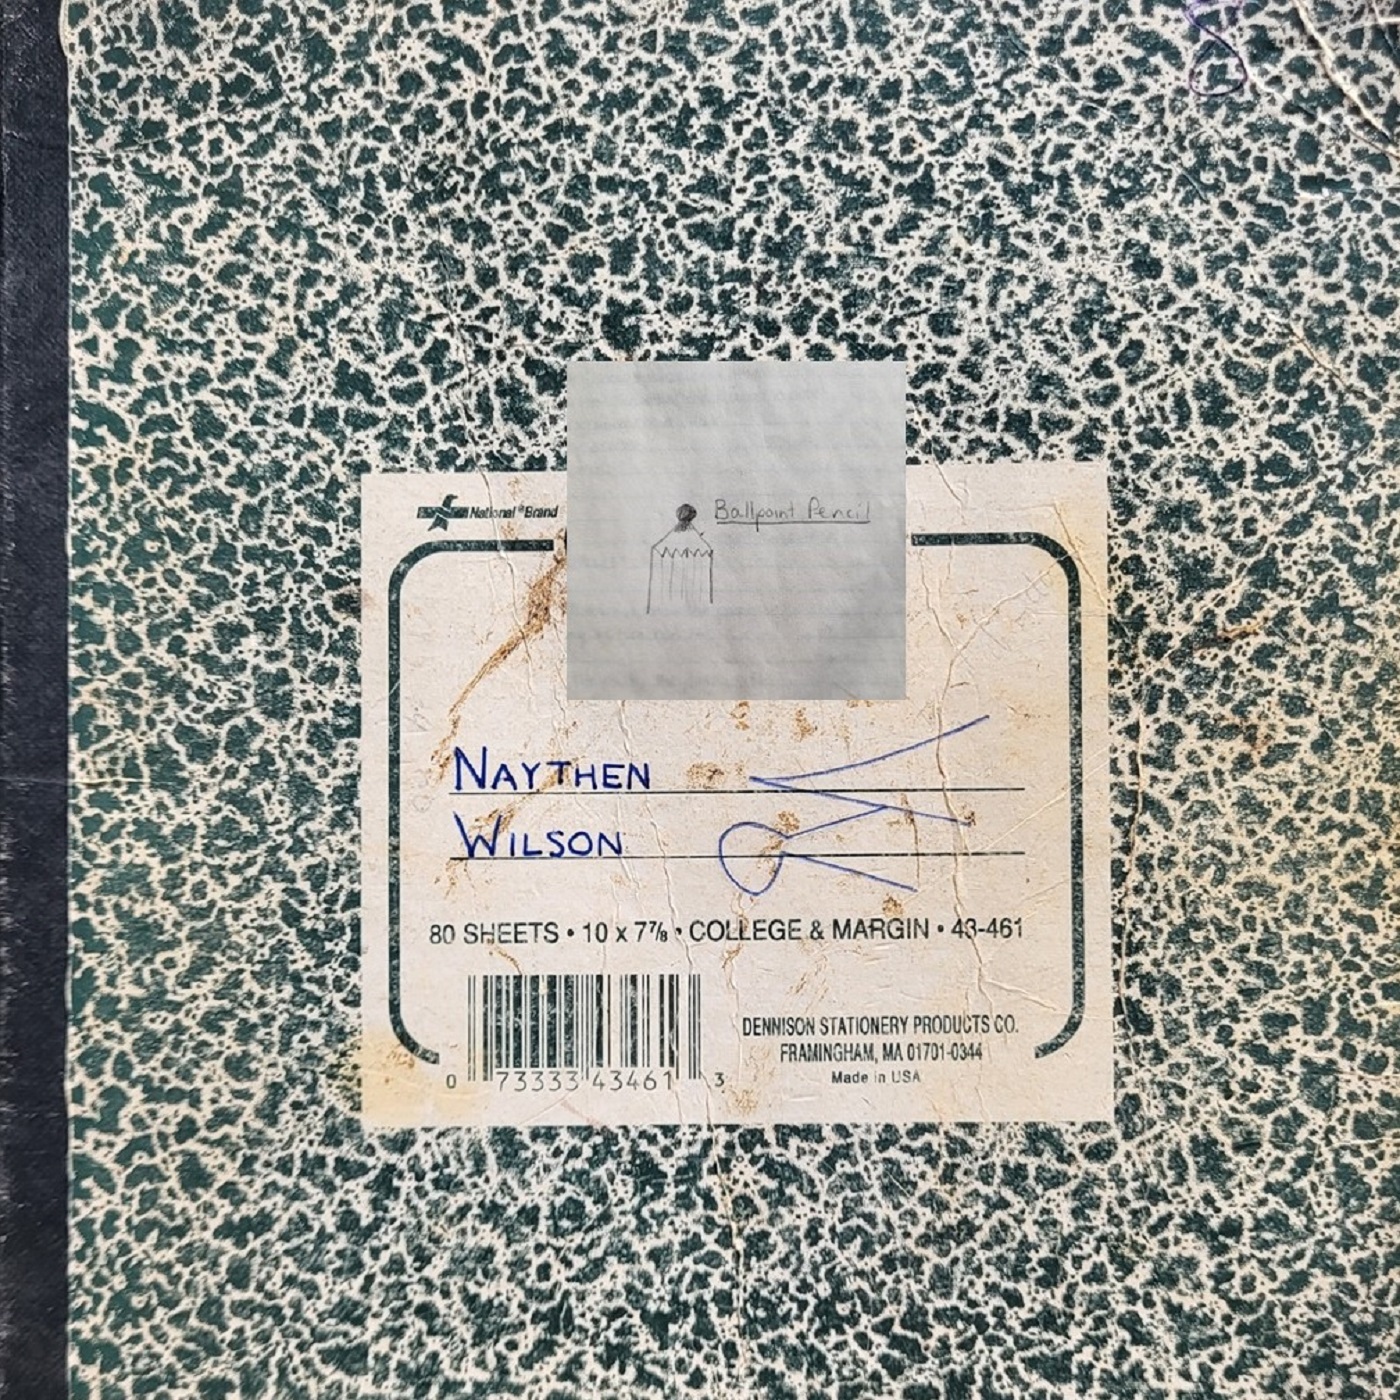 National® Brand
Ballpoint Pencil
NAYTHEN
WILSON
80 SHEETS • 10 x 7⅞ • COLLEGE & MARGIN • 43-461
DENNISON STATIONERY PRODUCTS CO.
FRAMINGHAM, MA 01701-0344
Made in USA
0 73333 43461 3